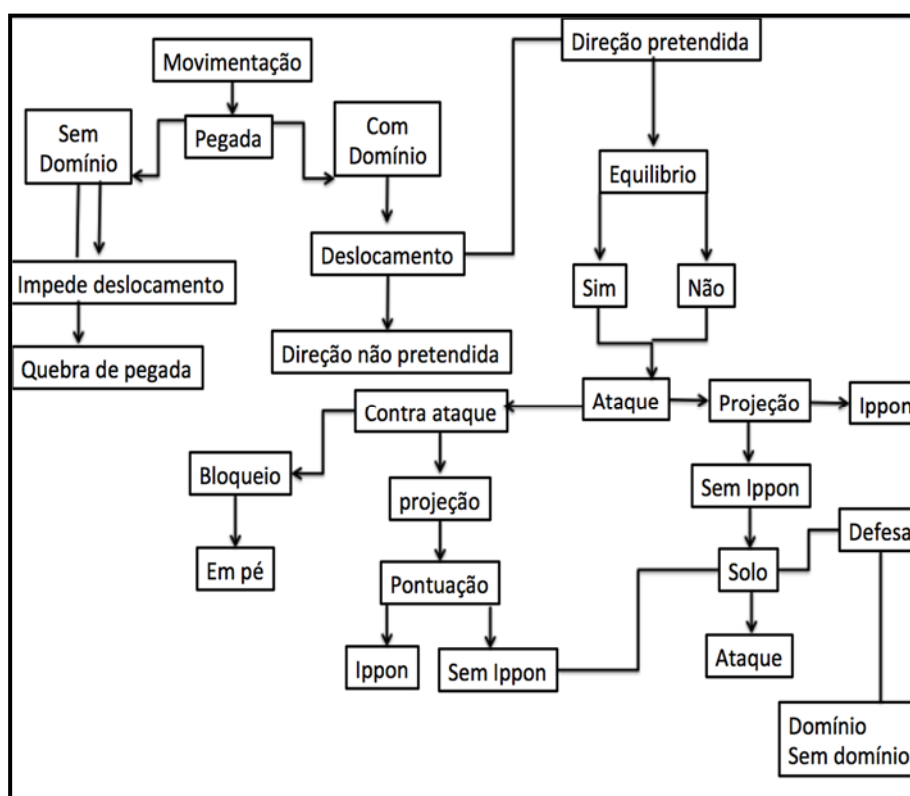 Direção pretendida
Movimentação
Sem
Domínio
Pegada
Com
Domínio
Equilibrio
Deslocamento
Impede deslocamento
Sim
Não
Direção não pretendida
Quebra de pegada
Contra ataque
Ataque
Projeção
Ippon
Bloqueio
projeção
Sem Ippon
Defesa
Em pé
Pontuação
Solo
Ippon
Sem Ippon
Ataque
Domínio
Sem domínio